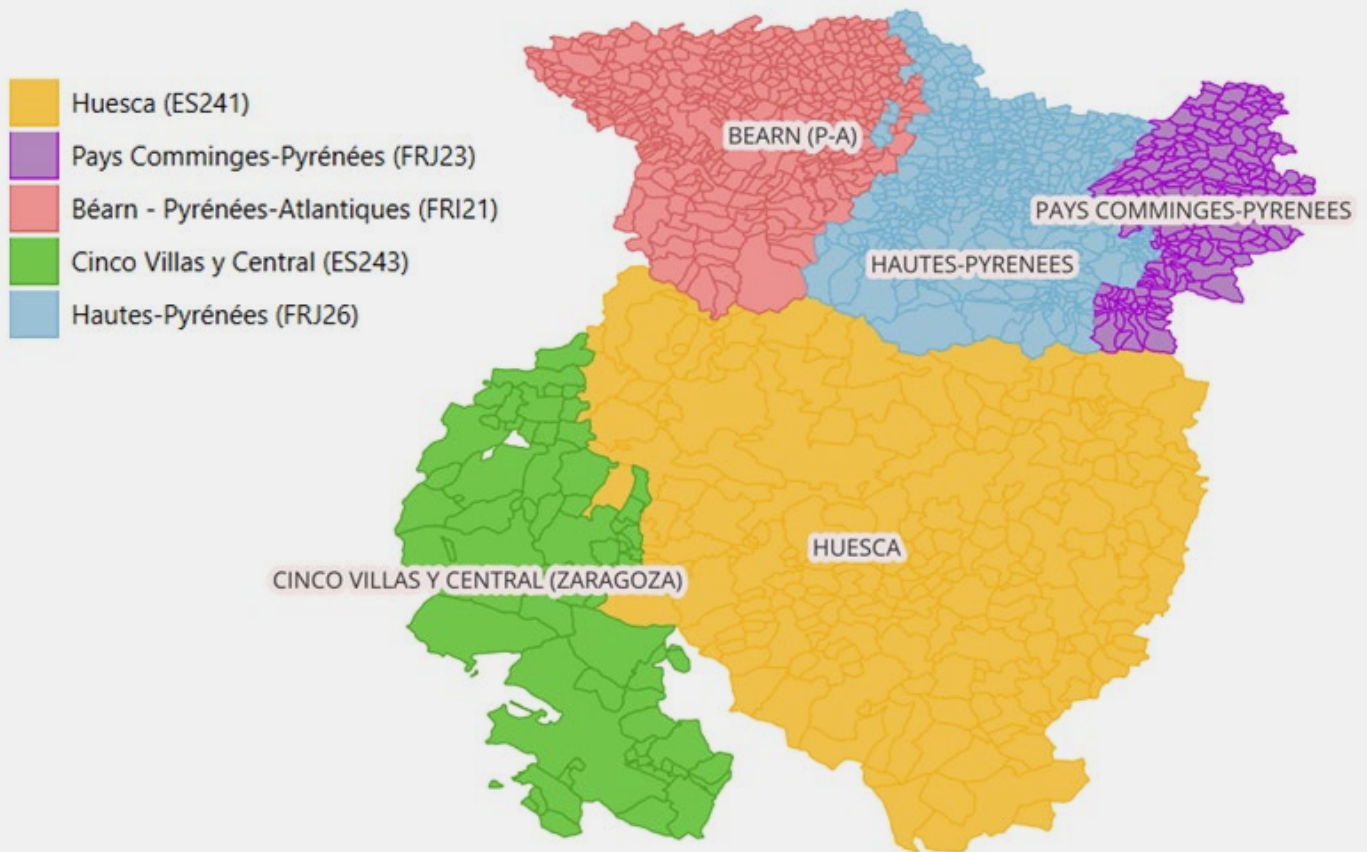 Huesca (ES241)
Pays Comminges-Pyrénées (FRJ23)
Béarn - Pyrénées-Atlantiques (FRI21)
Cinco Villas y Central (ES243)
Hautes-Pyrénées (FRJ26)
BEARN (P-A)
PAYS COMMINGES-PYRENEES
HAUTES-PYRENEES
HUESCA
CINCO VILLAS Y CENTRAL (ZARAGOZA)